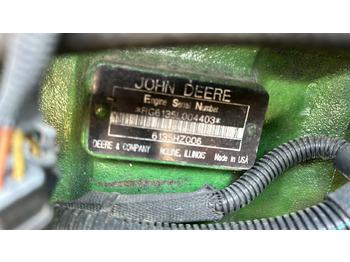 JOHN DEERE
Engine Serial Number
*RG6135L004403*
6135HZ006
DEERE & COMPANY MOLINE, ILLINOIS Made in USA